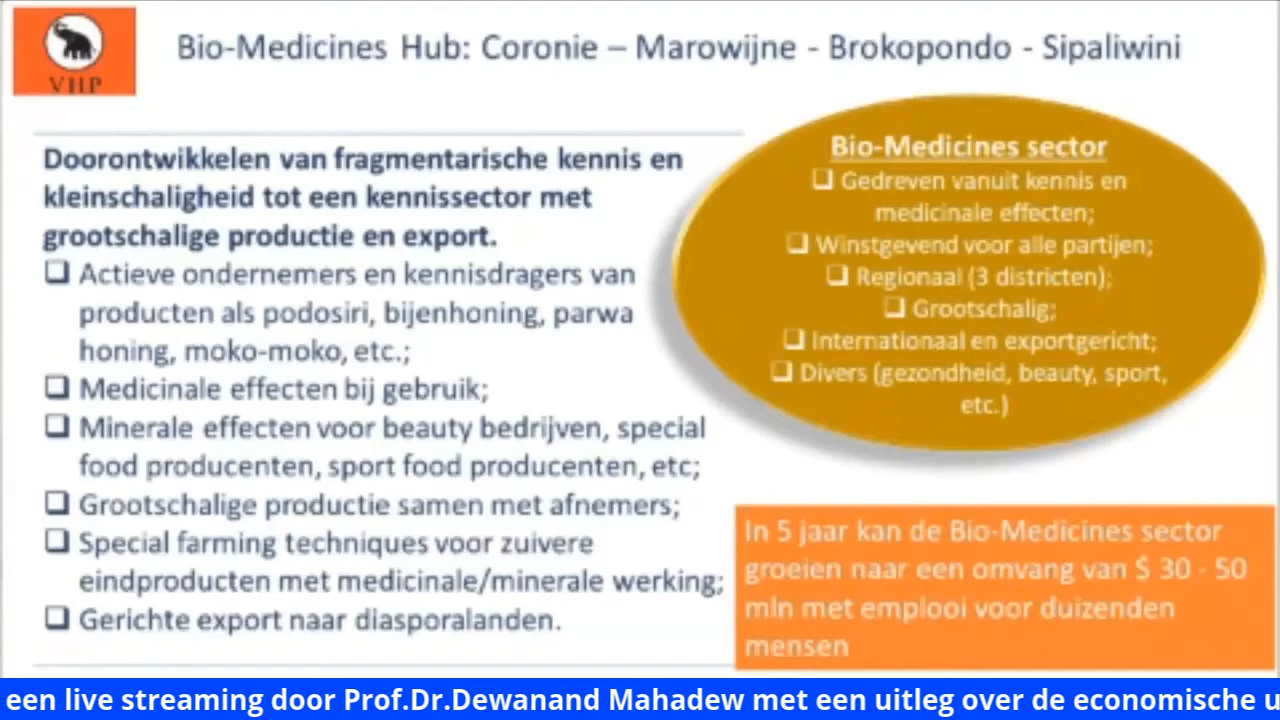 VHP
Bio-Medicines Hub: Coronie – Marowijne - Brokopondo - Sipaliwini
Doorontwikkelen van fragmentarische kennis en
kleinschaligheid tot een kennissector met
grootschalige productie en export.
❑ Actieve ondernemers en kennisdragers van
producten als podosiri, bijenhoning, parwa
honing, moko-moko, etc.;
❑ Medicinale effecten bij gebruik;
❑ Minerale effecten voor beauty bedrijven, special
food producenten, sport food producenten, etc;
❑ Grootschalige productie samen met afnemers;
❑ Special farming techniques voor zuivere
eindproducten met medicinale/minerale werking;
❑ Gerichte export naar diasporalanden.
Bio-Medicines sector
❑ Gedreven vanuit kennis en
medicinale effecten;
❑ Winstgevend voor alle partijen;
❑ Regionaal (3 districten);
❑ Grootschalig;
❑ Internationaal en exportgericht;
❑ Divers (gezondheid, beauty, sport,
etc.)
In 5 jaar kan de Bio-Medicines sector
groeien naar een omvang van $ 30 - 50
mln met emplooi voor duizenden
mensen
een live streaming door Prof.Dr.Dewanand Mahadew met een uitleg over de economische u